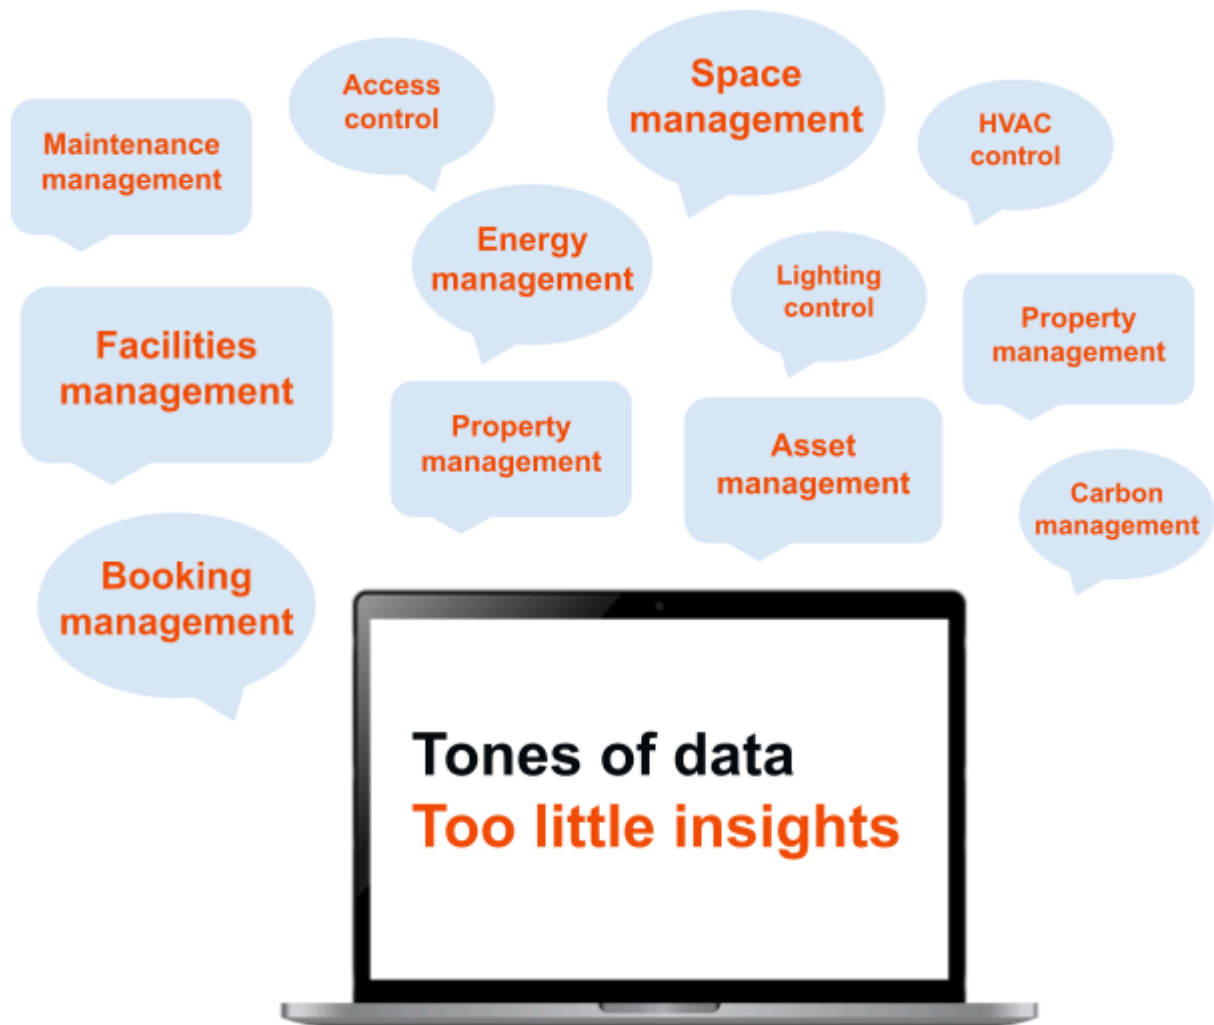 Access
control
Space
management
HVAC
control
Maintenance
management
Energy
management
Lighting
control
Property
management
Facilities
management
Property
management
Asset
management
Carbon
management
Booking
management
Tones of data
Too little insights